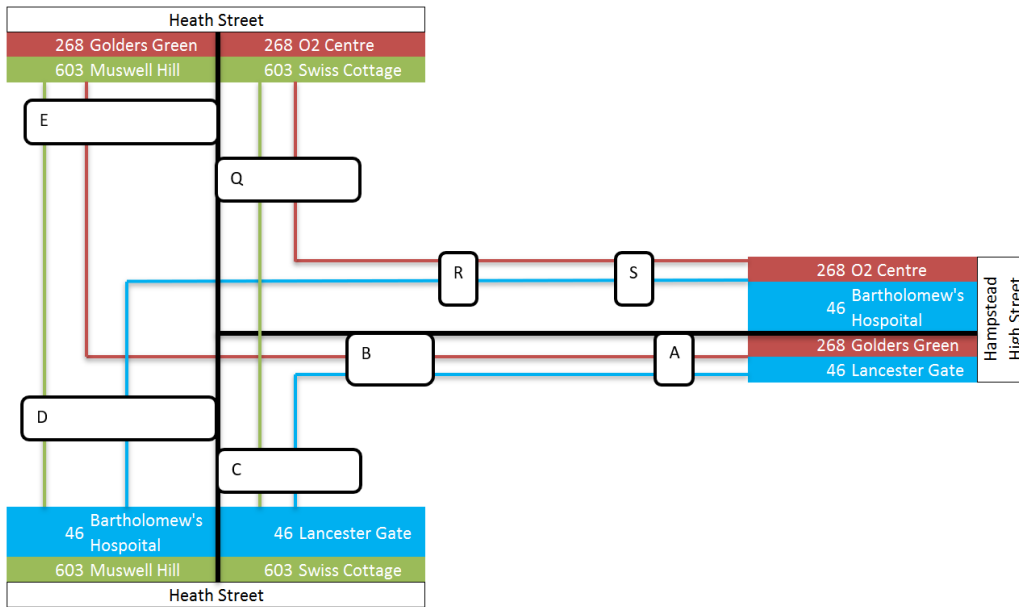 Heath Street
268 Golders Green
268 O2 Centre
603 Muswell Hill
603 Swiss Cottage
E
Q
R
S
268 O2 Centre
46 Bartholomew's
Hospoital
Hampstead
High Street
B
A
268 Golders Green
46 Lancester Gate
D
C
46 Bartholomew's
Hospoital
46 Lancester Gate
603 Muswell Hill
603 Swiss Cottage
Heath Street